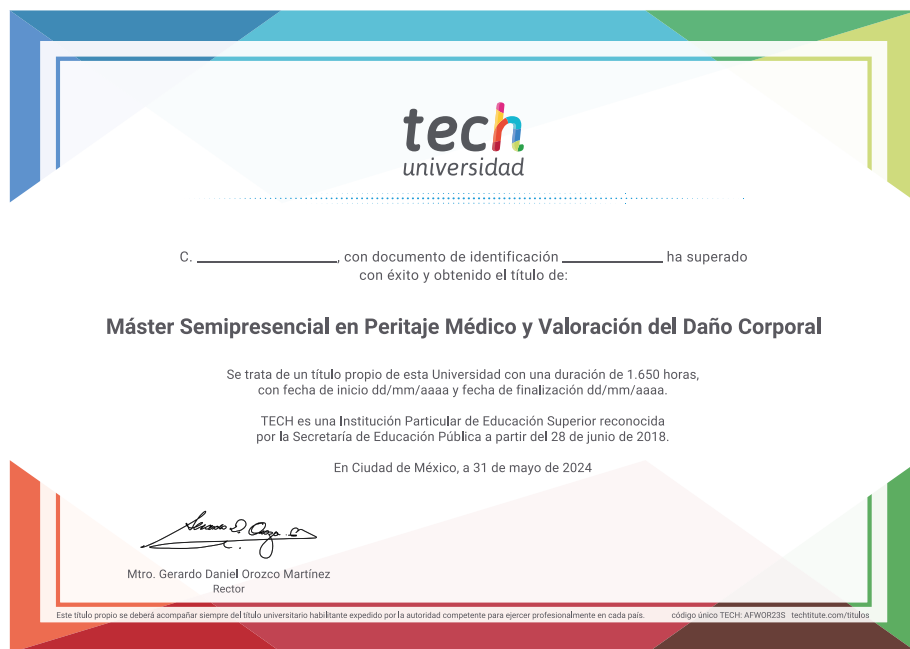 tech
universidad
C. ____________________, con documento de identificación ______________ ha superado
con éxito y obtenido el título de:
Máster Semipresencial en Peritaje Médico y Valoración del Daño Corporal
Se trata de un título propio de esta Universidad con una duración de 1.650 horas,
con fecha de inicio dd/mm/aaaa y fecha de finalización dd/mm/aaaa.
TECH es una Institución Particular de Educación Superior reconocida
por la Secretaría de Educación Pública a partir del 28 de junio de 2018.
En Ciudad de México, a 31 de mayo de 2024
Mtro. Gerardo Daniel Orozco Martínez
Rector
Este título propio se deberá acompañar siempre del título universitario habilitante expedido por la autoridad competente para ejercer profesionalmente en cada país. código único TECH: AFWOR23S techtitute.com/titulos